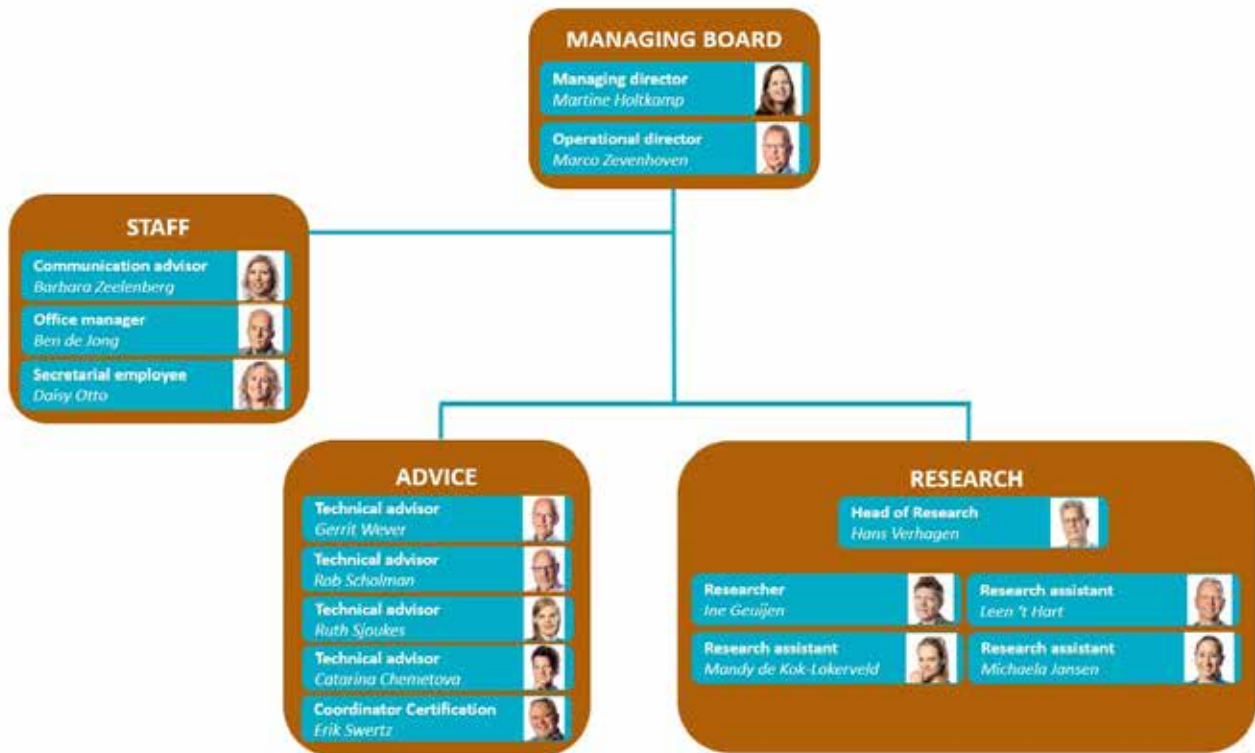 MANAGING BOARD
Managing director
Martine Holtkamp
Operational director
Marco Zevenhoven
STAFF
Communication advisor
Barbara Zeelenberg
Office manager
Ben de Jong
Secretarial employee
Daisy Otto
ADVICE
Technical advisor
Gerrit Wever
Technical advisor
Rob Scholman
Technical advisor
Ruth Sjoukes
Technical advisor
Catarina Chemetova
Coordinator Certification
Erik Swertz
RESEARCH
Head of Research
Hans Verhagen
Researcher
Ine Geuijen
Research assistant
Leen 't Hart
Research assistant
Mandy de Kok-Lokerveld
Research assistant
Michaela Jansen